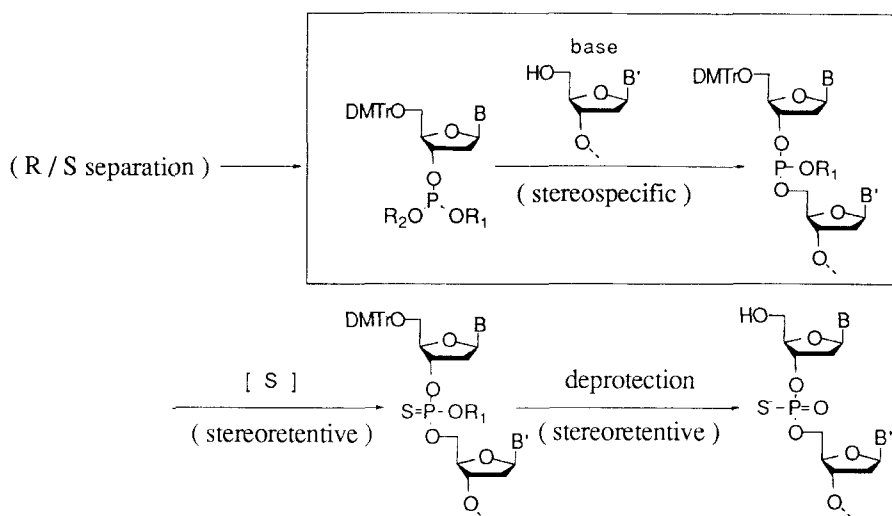 ( R / S separation )
DMTrO
O
B
O
P
R₂O
OR₁
base
HO
O
B'
O
( stereospecific )
DMTrO
O
B
O
P-OR₁
O
O
B'
O
[ S ]
( stereoretentive )
DMTrO
O
B
O
S=P-OR₁
O
O
B'
O
deprotection
( stereoretentive )
HO
O
B
O
S⁻-P=O
O
O
B'
O